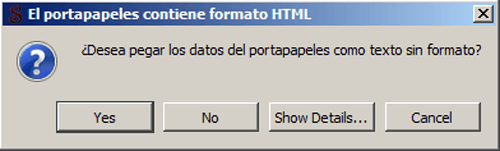 El portapapeles contiene formato HTML
¿Desea pegar los datos del portapapeles como texto sin formato?
Yes No Show Details... Cancel